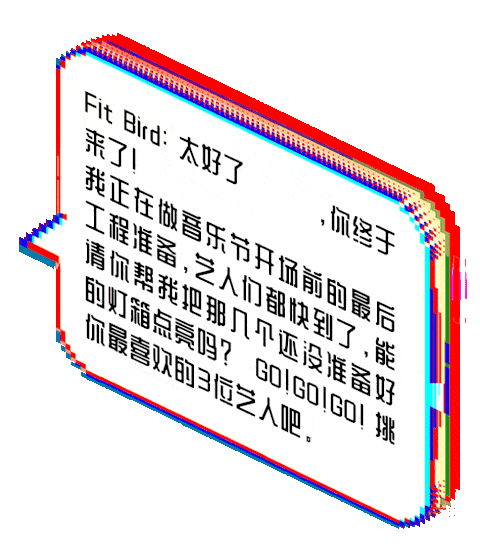 Fit Bird: 太好了 ,你终于
来了!
我正在做音乐节开场前的最后
工程准备,艺人们都快到了,能
请你帮我把那几个还没准备好
的灯箱点亮吗? GO!GO!GO! 挑
你最喜欢的3位艺人吧。